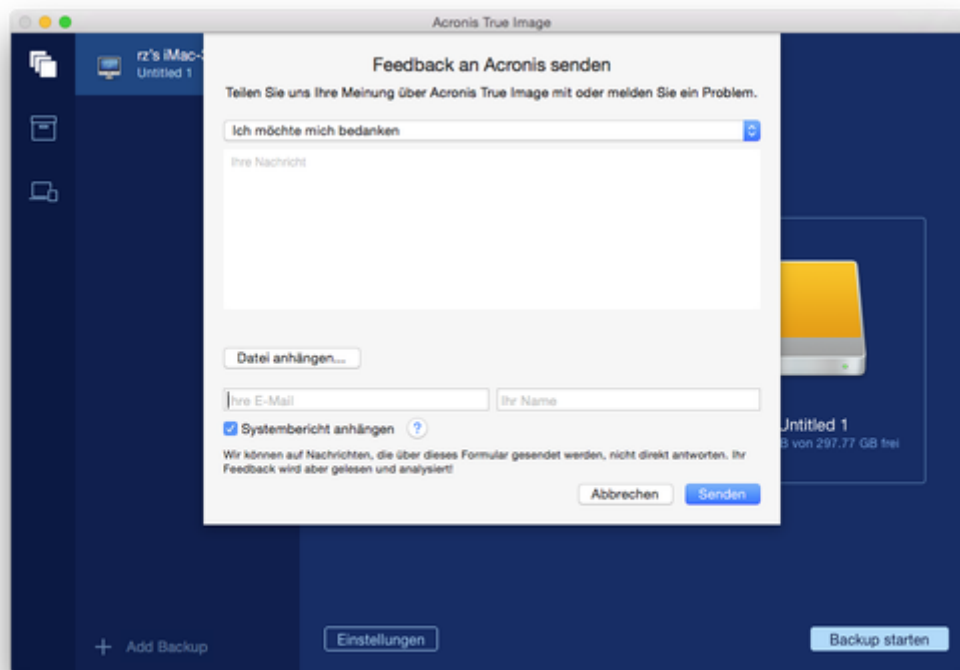 Acronis True Image
rz's iMac-
Untitled 1
Feedback an Acronis senden
Teilen Sie uns Ihre Meinung über Acronis True Image mit oder melden Sie ein Problem.
Ich möchte mich bedanken
Ihre Nachricht
Datei anhängen...
Ihre E-Mail
Ihr Name
Systembericht anhängen ?
Wir können auf Nachrichten, die über dieses Formular gesendet werden, nicht direkt antworten. Ihr
Feedback wird aber gelesen und analysiert!
Abbrechen
Senden
Untitled 1
B von 297.77 GB frei
Add Backup
Einstellungen
Backup starten